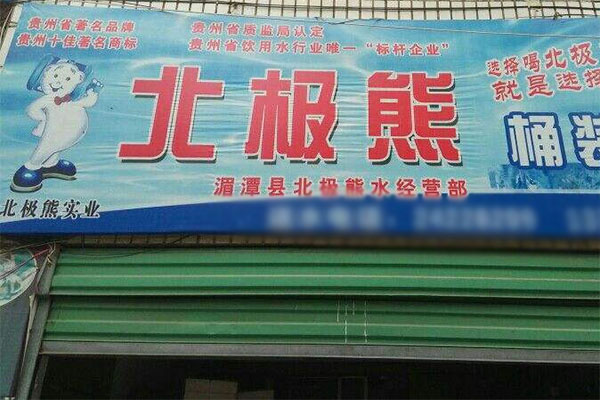 贵州省著名品牌
贵州十佳著名商标
贵州省质监局认定
贵州省饮用水行业唯一“标杆企业”
选择喝北极
就是选择
北极熊
桶装
湄潭县北极熊水经营部
北极熊实业